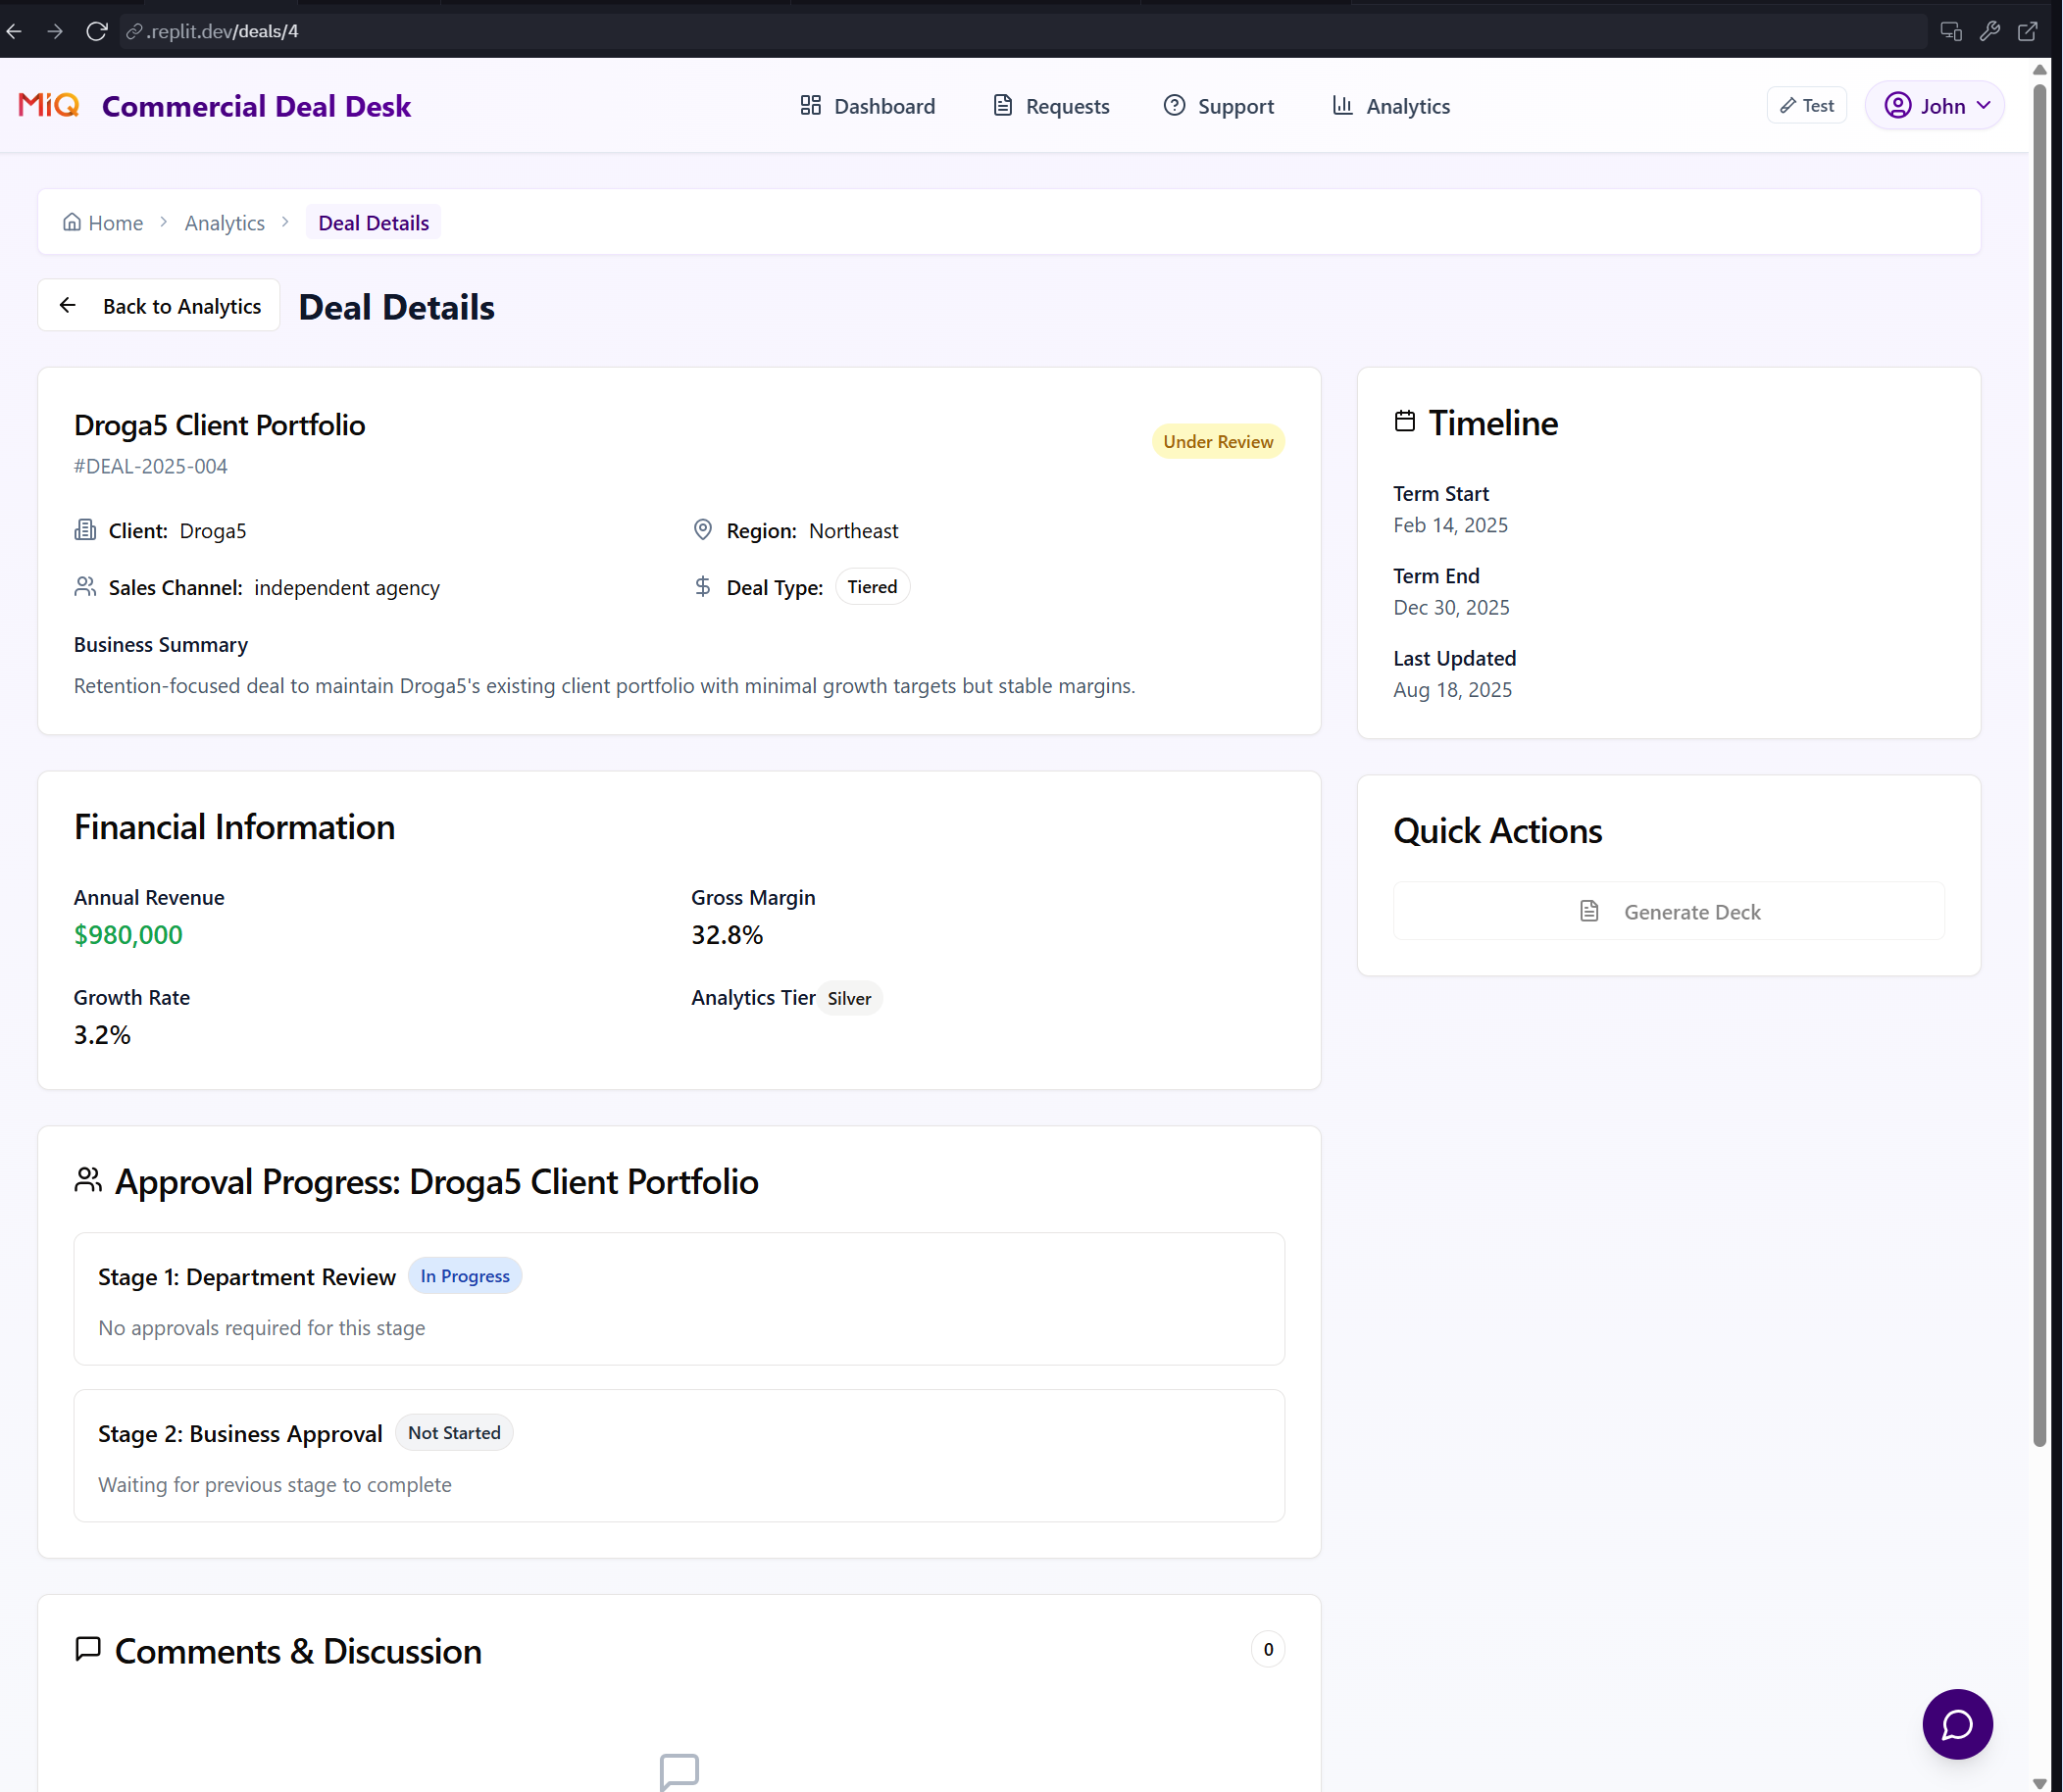 .replit.dev/deals/4
MiQ Commercial Deal Desk
Dashboard
Requests
Support
Analytics
Test
John
Home
Analytics
Deal Details
Back to Analytics
Deal Details
Droga5 Client Portfolio
#DEAL-2025-004
Under Review
Client: Droga5
Region: Northeast
Sales Channel: independent agency
Deal Type: Tiered
Business Summary
Retention-focused deal to maintain Droga5's existing client portfolio with minimal growth targets but stable margins.
Timeline
Term Start
Feb 14, 2025
Term End
Dec 30, 2025
Last Updated
Aug 18, 2025
Financial Information
Annual Revenue
$980,000
Gross Margin
32.8%
Growth Rate
3.2%
Analytics Tier Silver
Quick Actions
Generate Deck
Approval Progress: Droga5 Client Portfolio
Stage 1: Department Review In Progress
No approvals required for this stage
Stage 2: Business Approval Not Started
Waiting for previous stage to complete
Comments & Discussion
0